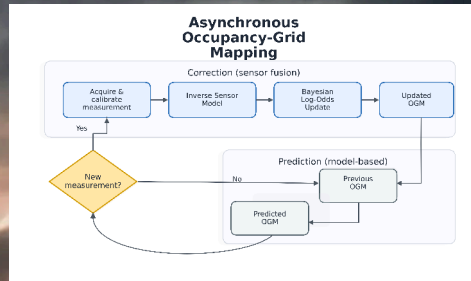 Asynchronous
Occupancy-Grid
Mapping
Correction (sensor fusion)
Acquire &
calibrate
measurement
Inverse Sensor
Model
Bayesian
Log-Odds
Update
Updated
OGM
Yes
New
measurement?
No
Prediction (model-based)
Previous
OGM
Predicted
OGM